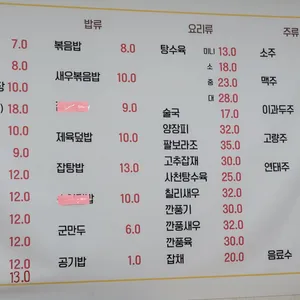 밥류 요리류 주류
7.0 볶음밥 8.0 탕수육 미니 13.0 소주
소 18.0
8.0 새우볶음밥 10.0 중 23.0 맥주
10.0 대 28.0
18.0 9.0 술국 17.0 이과두주
양장피 32.0
10.0 제육덮밥 10.0 팔보라조 35.0 고량주
9.0 잡탕밥 13.0 고추잡채 30.0 연태주
12.0 사천탕수육 25.0
12.0 10.0 칠리새우 32.0
깐풍기 30.0
12.0 군만두 6.0 깐풍새우 32.0
깐풍육 30.0
12.0 공기밥 1.0 잡채 20.0 음료수
13.0